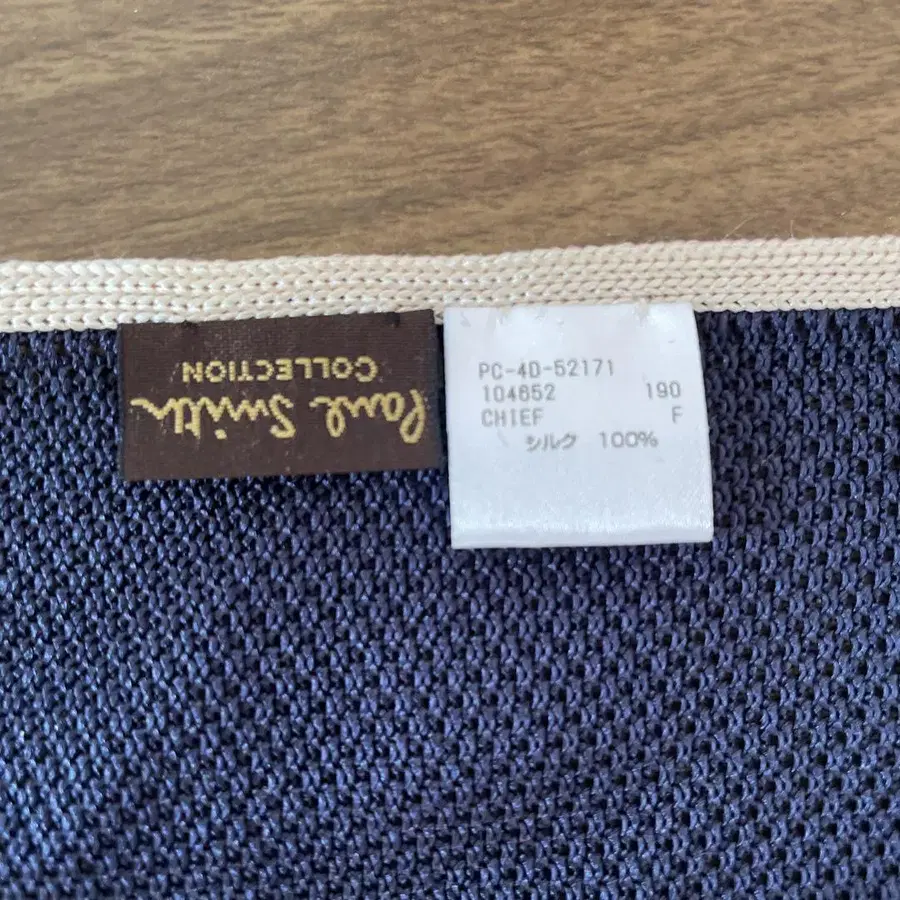 Paul Smith
COLLECTION
PC-4D-52171
104652 190
CHIEF F
シルク 100%